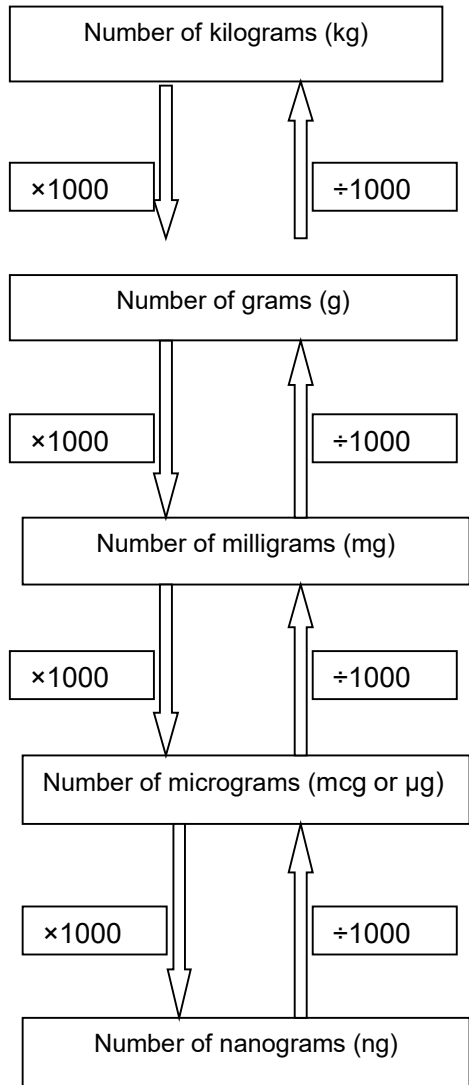 Number of kilograms (kg)
×1000
÷1000
Number of grams (g)
×1000
÷1000
Number of milligrams (mg)
×1000
÷1000
Number of micrograms (mcg or µg)
×1000
÷1000
Number of nanograms (ng)